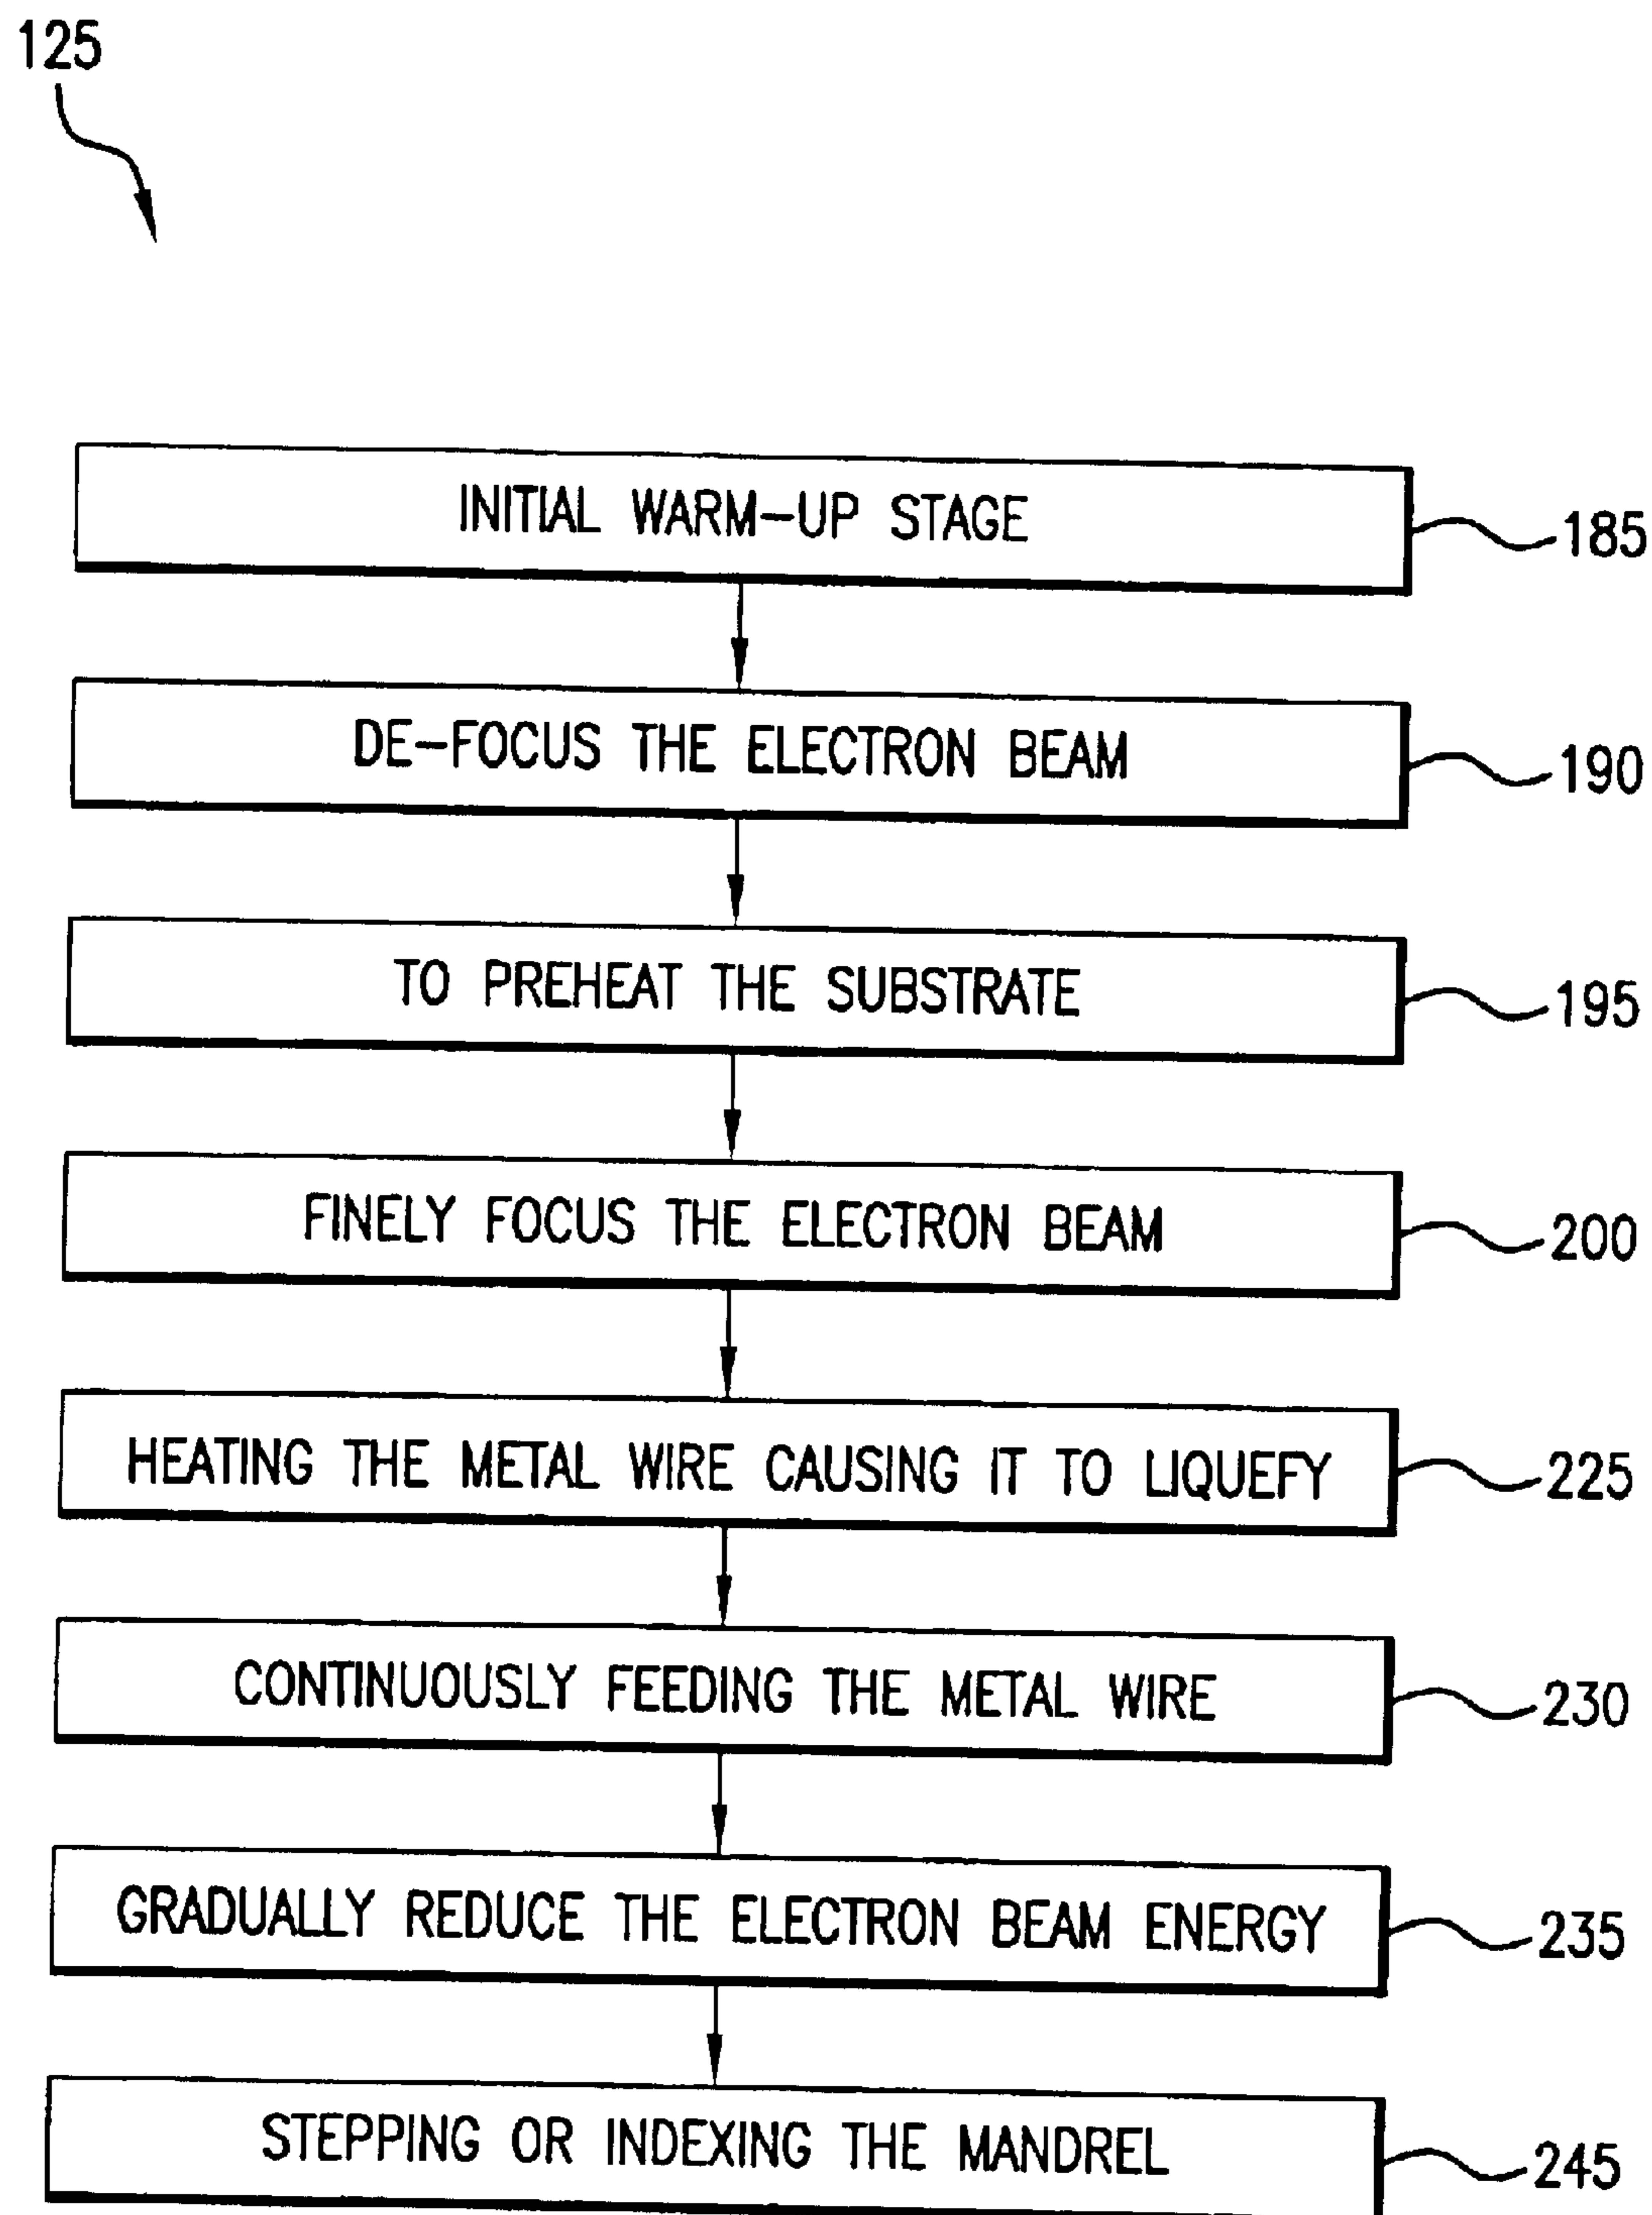 125
INITIAL WARM-UP STAGE
185
DE-FOCUS THE ELECTRON BEAM
190
TO PREHEAT THE SUBSTRATE
195
FINELY FOCUS THE ELECTRON BEAM
200
HEATING THE METAL WIRE CAUSING IT TO LIQUEFY
225
CONTINUOUSLY FEEDING THE METAL WIRE
230
GRADUALLY REDUCE THE ELECTRON BEAM ENERGY
235
STEPPING OR INDEXING THE MANDREL
245